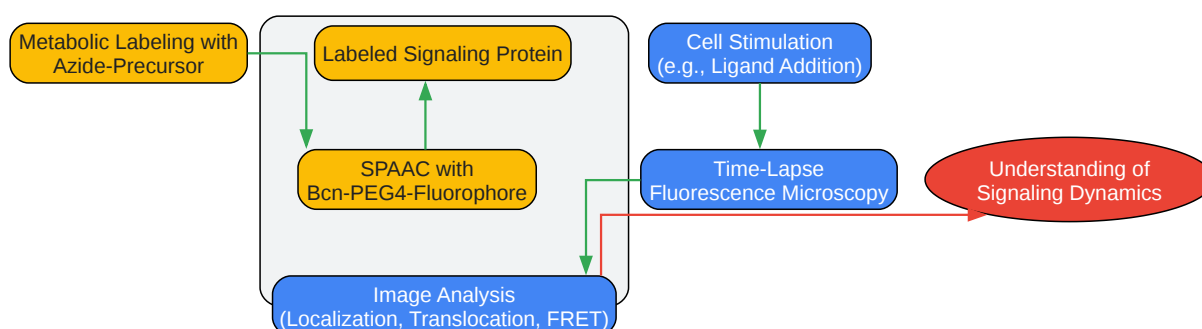 Metabolic Labeling with
Azide-Precursor
Labeled Signaling Protein
Cell Stimulation
(e.g., Ligand Addition)
SPAAC with
Bcn-PEG4-Fluorophore
Time-Lapse
Fluorescence Microscopy
Understanding of
Signaling Dynamics
Image Analysis
(Localization, Translocation, FRET)